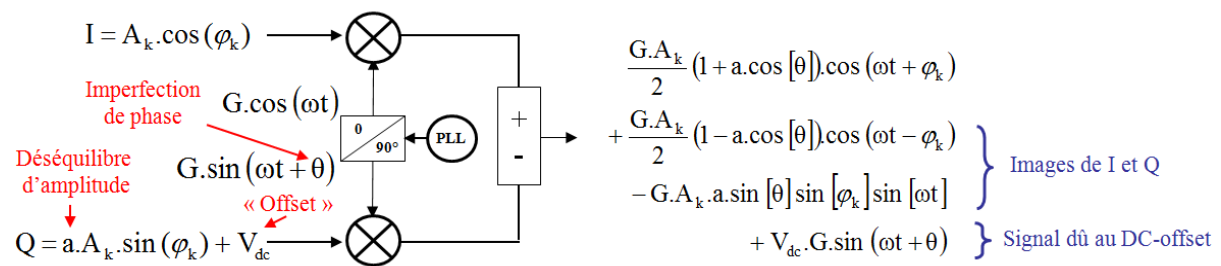 I = A_k.cos(φ_k)
Imperfection
de phase
G.cos(ωt)
0
90°
PLL
+
-
G.sin(ωt + θ)
Déséquilibre
d’amplitude
« Offset »
Q = a.A_k.sin(φ_k) + V_dc
G.A_k/2 (1 + a.cos[θ]).cos(ωt + φ_k)
+ G.A_k/2 (1 - a.cos[θ]).cos(ωt - φ_k)
- G.A_k.a.sin[θ]sin[φ_k]sin[ωt]
Images de I et Q
+ V_dc.G.sin(ωt + θ)
Signal dû au DC-offset